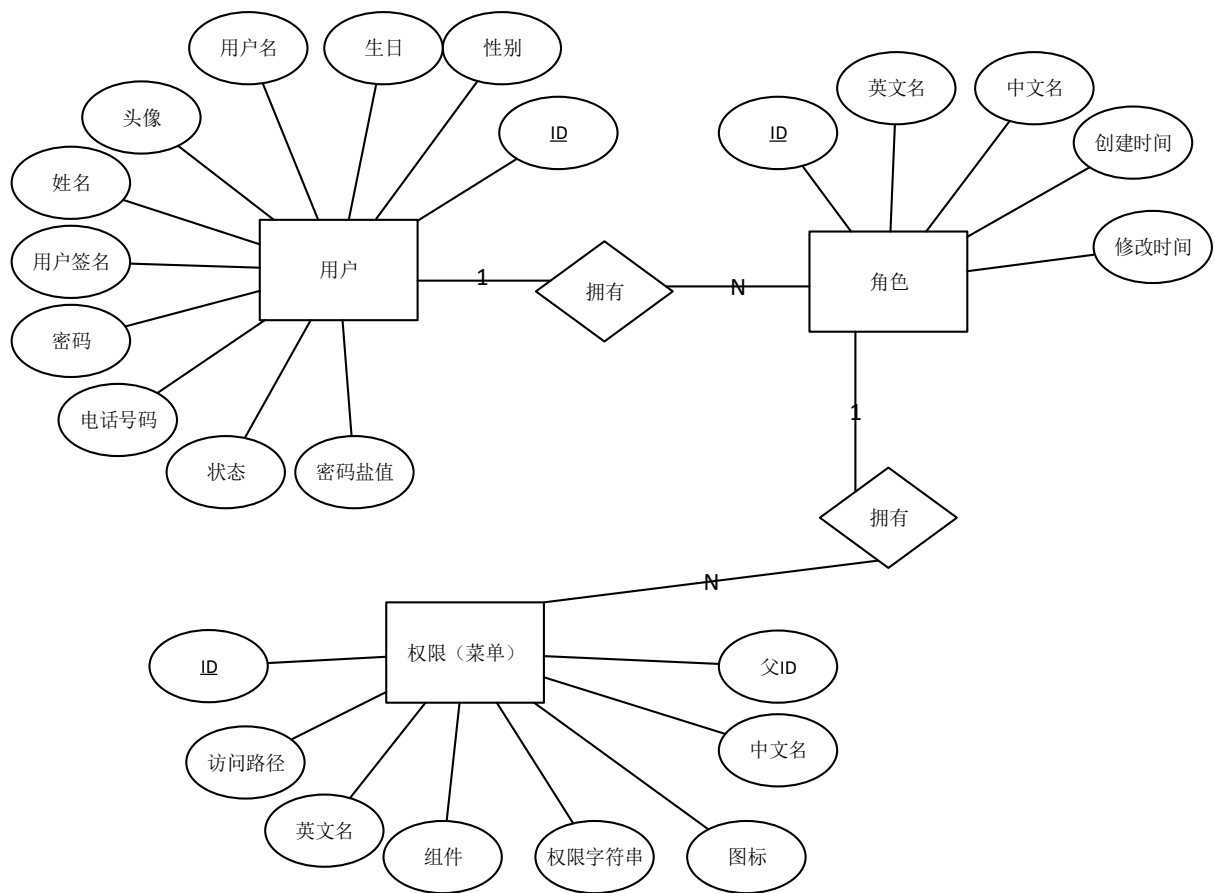 用户名
生日
性别
头像
ID
姓名
用户签名
密码
电话号码
状态
密码盐值
用户
1
拥有
N
角色
ID
英文名
中文名
创建时间
修改时间
1
拥有
N
权限（菜单）
ID
访问路径
英文名
组件
权限字符串
图标
中文名
父ID